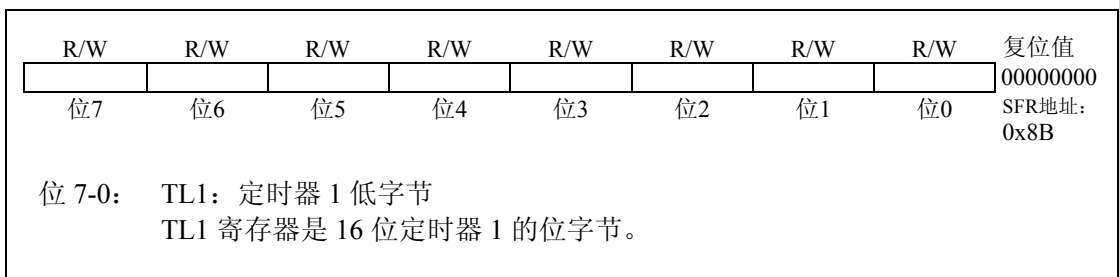 R/W R/W R/W R/W R/W R/W R/W R/W 复位值
00000000
位7 位6 位5 位4 位3 位2 位1 位0 SFR地址：
0x8B
位 7-0： TL1：定时器 1 低字节
TL1 寄存器是 16 位定时器 1 的位字节。